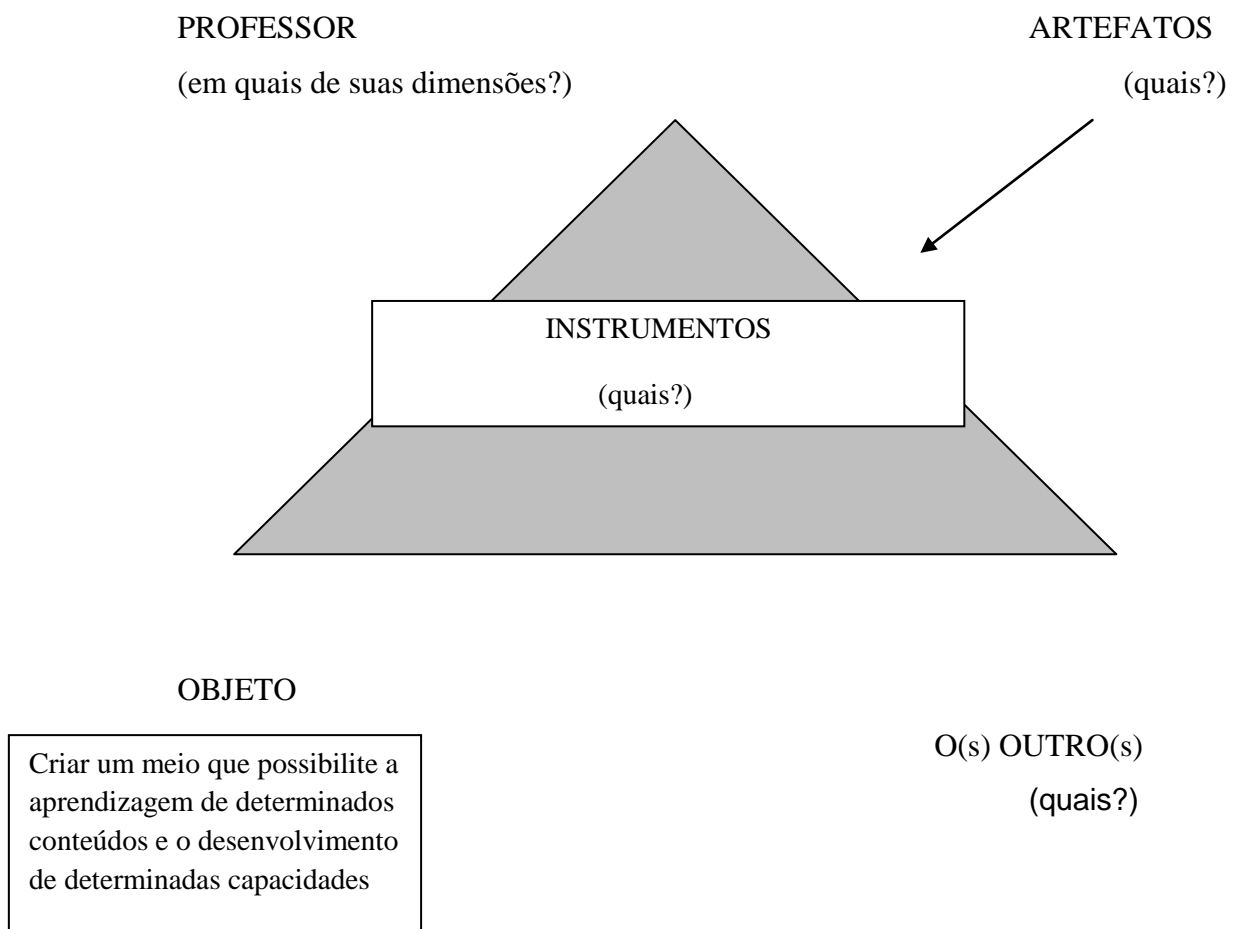 PROFESSOR
(em quais de suas dimensões?)
ARTEFATOS
(quais?)
INSTRUMENTOS
(quais?)
OBJETO
Criar um meio que possibilite a
aprendizagem de determinados
conteúdos e o desenvolvimento
de determinadas capacidades
O(s) OUTRO(s)
(quais?)